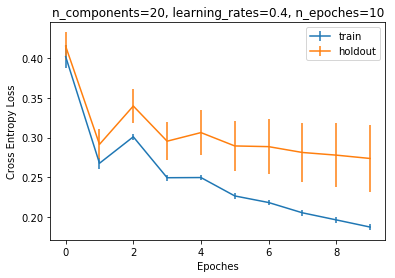 n_components=20, learning_rates=0.4, n_epoches=10
train
holdout
Cross Entropy Loss
0.40
0.35
0.30
0.25
0.20
0 2 4 6 8
Epoches